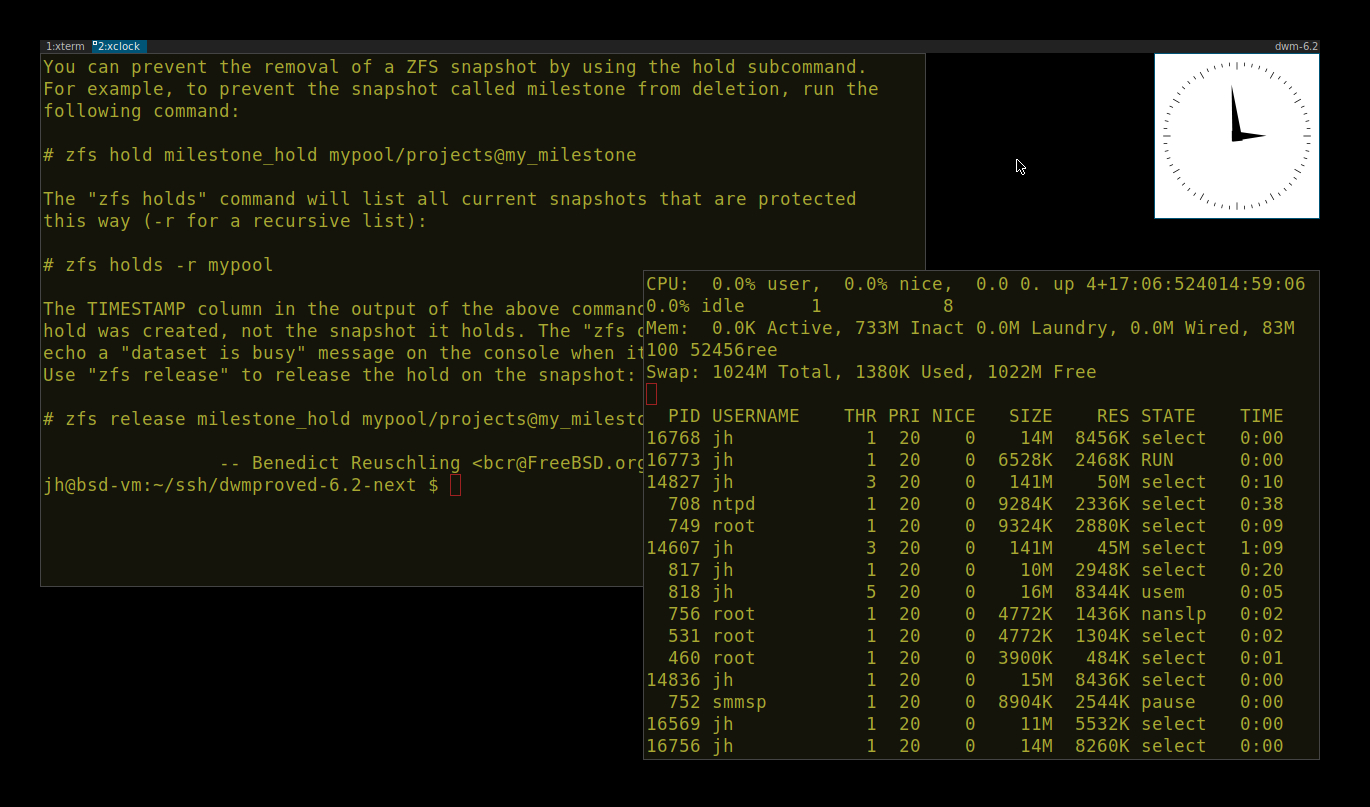 1:xterm 2:xclock dwm-6.2
You can prevent the removal of a ZFS snapshot by using the hold subcommand.
For example, to prevent the snapshot called milestone from deletion, run the
following command:
# zfs hold milestone_hold mypool/projects@my_milestone
The "zfs holds" command will list all current snapshots that are protected
this way (-r for a recursive list):
# zfs holds -r mypool
The TIMESTAMP column in the output of the above command
hold was created, not the snapshot it holds. The "zfs
echo a "dataset is busy" message on the console when it
Use "zfs release" to release the hold on the snapshot:
# zfs release milestone_hold mypool/projects@my_milesto
-- Benedict Reuschling <bcr@FreeBSD.org
jh@bsd-vm:~/ssh/dwmproved-6.2-next $
CPU:  0.0% user,  0.0% nice,  0.0 0. up 4+17:06:524014:59:06
0.0% idle      1           8
Mem:  0.0K Active, 733M Inact 0.0M Laundry, 0.0M Wired, 83M
100 52456ree
Swap: 1024M Total, 1380K Used, 1022M Free
PID USERNAME    THR PRI NICE   SIZE    RES STATE    TIME
16768 jh            1  20    0    14M  8456K select   0:00
16773 jh            1  20    0  6528K  2468K RUN      0:00
14827 jh            3  20    0   141M    50M select   0:10
708 ntpd          1  20    0  9284K  2336K select   0:38
749 root          1  20    0  9324K  2880K select   0:09
14607 jh            3  20    0   141M    45M select   1:09
817 jh            1  20    0    10M  2948K select   0:20
818 jh            5  20    0    16M  8344K usem     0:05
756 root          1  20    0  4772K  1436K nanslp   0:02
531 root          1  20    0  4772K  1304K select   0:02
460 root          1  20    0  3900K   484K select   0:01
14836 jh            1  20    0    15M  8436K select   0:00
752 smmsp         1  20    0  8904K  2544K pause    0:00
16569 jh            1  20    0    11M  5532K select   0:00
16756 jh            1  20    0    14M  8260K select   0:00